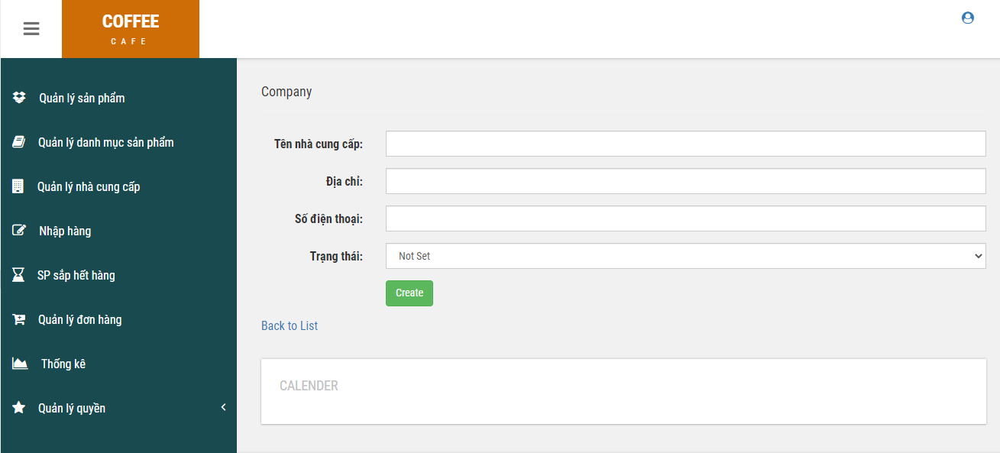 COFFEE
CAFE
Quản lý sản phẩm
Quản lý danh mục sản phẩm
Quản lý nhà cung cấp
Nhập hàng
SP sắp hết hàng
Quản lý đơn hàng
Thống kê
Quản lý quyền
Company
Tên nhà cung cấp:
Địa chỉ:
Số điện thoại:
Trạng thái: Not Set
Create
Back to List
CALENDER